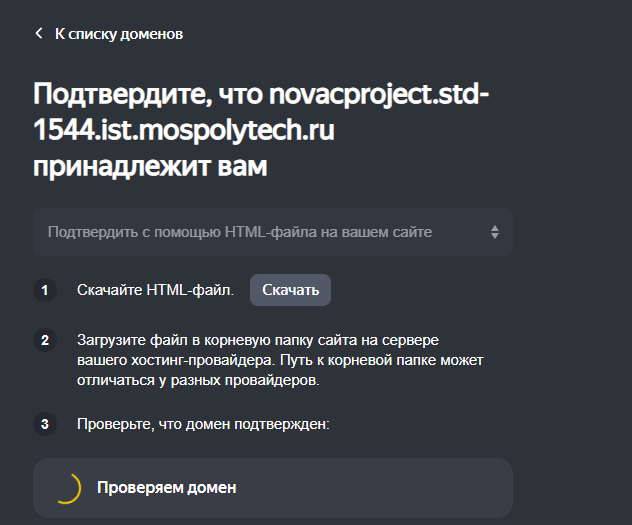 К списку доменов
Подтвердите, что novacproject.std-
1544.ist.mospolytech.ru
принадлежит вам
Подтвердить с помощью HTML-файла на вашем сайте
1 Скачайте HTML-файл. Скачать
2 Загрузите файл в корневую папку сайта на сервере
вашего хостинг-провайдера. Путь к корневой папке может
отличаться у разных провайдеров.
3 Проверьте, что домен подтвержден:
Проверяем домен